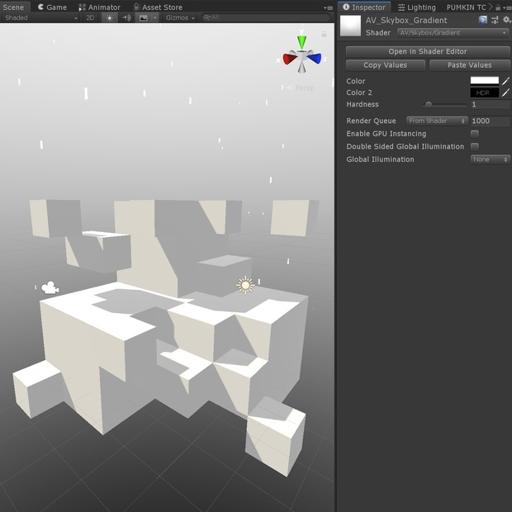 Scene Game Animator Asset Store
Shaded 2D Gizmos All
Persp
Inspector Lighting PUMKIN TC
AV_Skybox_Gradient
Shader AV/Skybox/Gradient
Open in Shader Editor
Copy Values Paste Values
Color
Color 2 HDR
Hardness 1
Render Queue From Shader 1000
Enable GPU Instancing
Double Sided Global Illumination
Global Illumination None